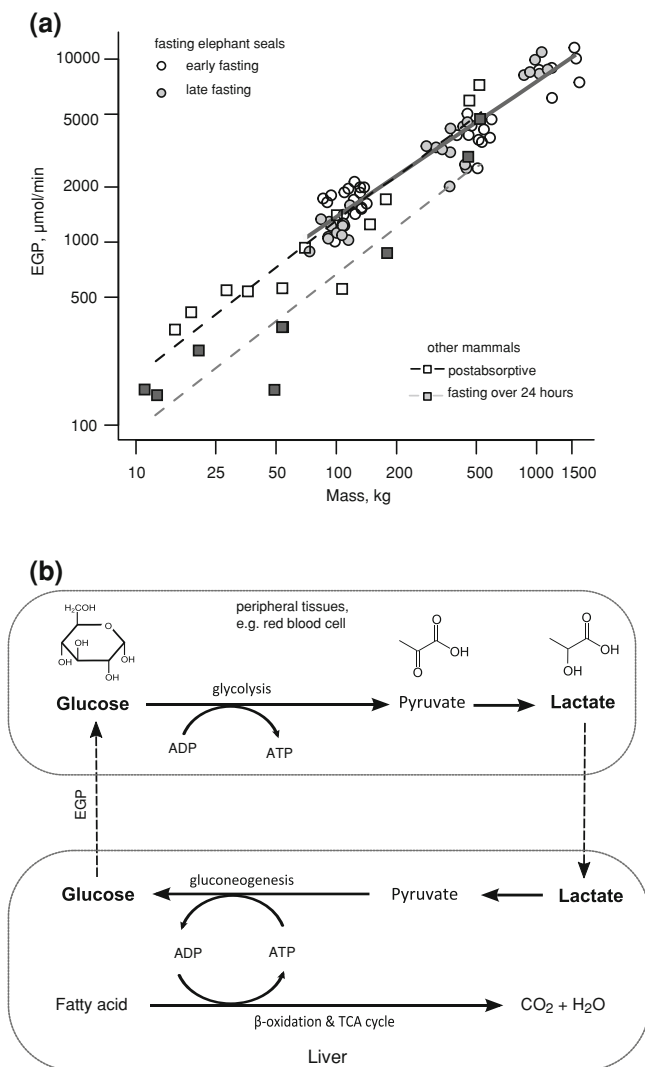 (a)
fasting elephant seals
early fasting
late fasting
10000
5000
2000
1000
500
100
EGP, µmol/min
other mammals
postabsorptive
fasting over 24 hours
10 25 50 100 200 500 1000 1500
Mass, kg
(b)
peripheral tissues,
e.g. red blood cell
H₂COH
O
OH
OH
OH
OH
O
OH
O
O
OH
OH
Glucose
glycolysis
Pyruvate
Lactate
ADP
ATP
EGP
Glucose
gluconeogenesis
Pyruvate
Lactate
ADP
ATP
Fatty acid
β-oxidation & TCA cycle
CO₂ + H₂O
Liver